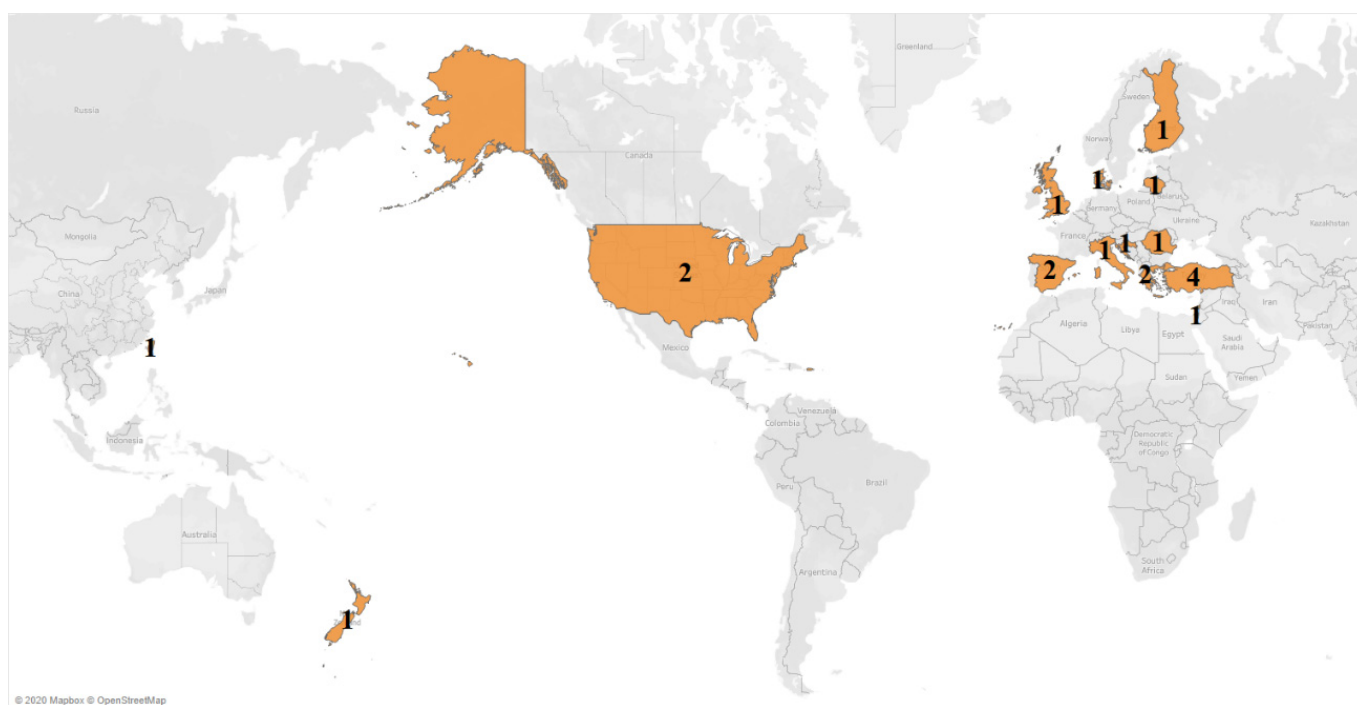 Greenland
Russia
Sweden
1
Norway
Canada
1
1
Belarus
1
Poland
Germany
Ukraine
Kazakhstan
Mongolia
France
1
1
1
2
2
2
4
China
Japan
1
Iraq
Iran
Pakistan
1
Algeria
Libya
Egypt
Saudi
Arabia
Mexico
Sudan
Yemen
Venezuela
Colombia
Indonesia
Democratic
Republic
of Congo
Peru
Brazil
Australia
South
Africa
Argentina
1
© 2020 Mapbox © OpenStreetMap